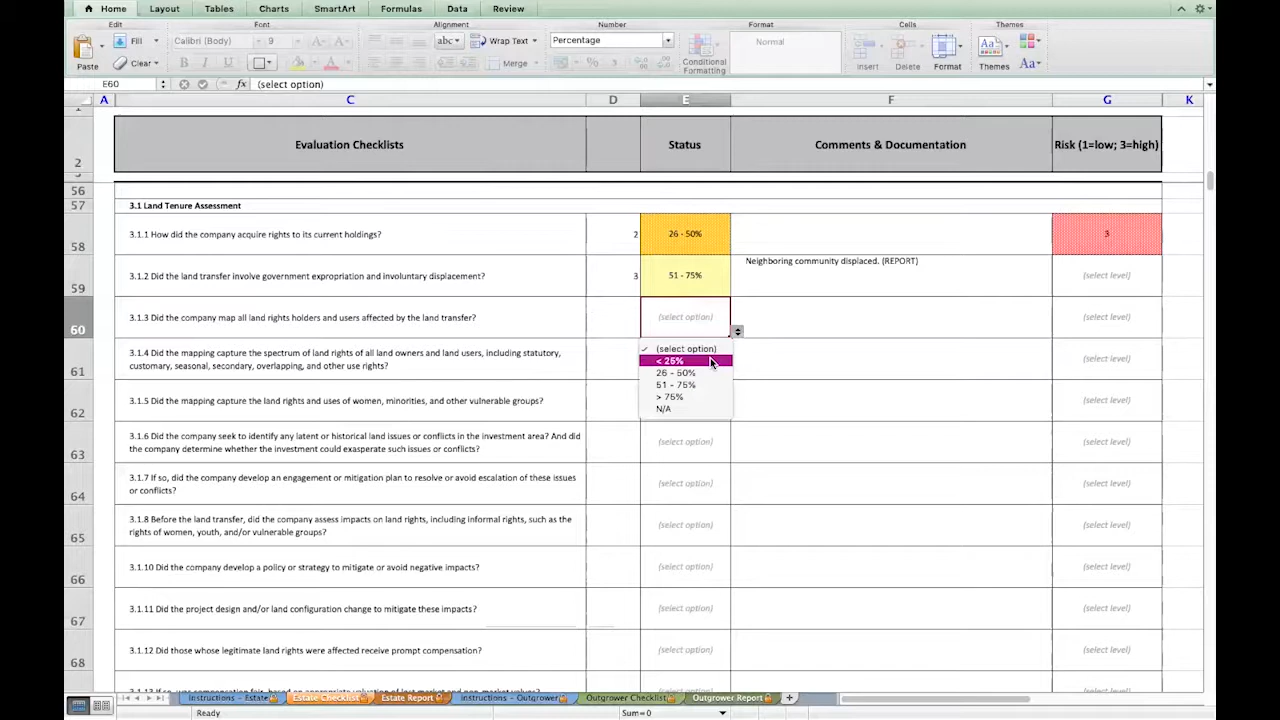 Home Layout Tables Charts SmartArt Formulas Data Review
Edit Font Alignment Number Format Cells Themes
Fill Calibri (Body) 9 A A abc Wrap Text Percentage Normal
Paste Clear B I U A Merge % Conditional Formatting Insert Delete Format Themes Aa
E60 fx (select option)
A C D E F G K
2 Evaluation Checklists Status Comments & Documentation Risk (1=low; 3=high)
56
57 3.1 Land Tenure Assessment
58 3.1.1 How did the company acquire rights to its current holdings? 2 26 - 50% 3
59 3.1.2 Did the land transfer involve government expropriation and involuntary displacement? 3 51 - 75% Neighboring community displaced. (REPORT) (select level)
60 3.1.3 Did the company map all land rights holders and users affected by the land transfer? (select option) (select level)
✓ (select option)
< 25%
26 - 50%
51 - 75%
> 75%
N/A
61 3.1.4 Did the mapping capture the spectrum of land rights of all land owners and land users, including statutory,
customary, seasonal, secondary, overlapping, and other use rights? (select level)
62 3.1.5 Did the mapping capture the land rights and uses of women, minorities, and other vulnerable groups? (select level)
63 3.1.6 Did the company seek to identify any latent or historical land issues or conflicts in the investment area? And did
the company determine whether the investment could exasperate such issues or conflicts? (select option) (select level)
64 3.1.7 If so, did the company develop an engagement or mitigation plan to resolve or avoid escalation of these issues
or conflicts? (select option) (select level)
65 3.1.8 Before the land transfer, did the company assess impacts on land rights, including informal rights, such as the
rights of women, youth, and/or vulnerable groups? (select option) (select level)
66 3.1.10 Did the company develop a policy or strategy to mitigate or avoid negative impacts? (select option) (select level)
67 3.1.11 Did the project design and/or land configuration change to mitigate these impacts? (select option) (select level)
68 3.1.12 Did those whose legitimate land rights were affected receive prompt compensation? (select option) (select level)
Instructions - Estate Estate Checklist Estate Report Instructions - Outgrower Outgrower Checklist Outgrower Report +
Ready Sum=0